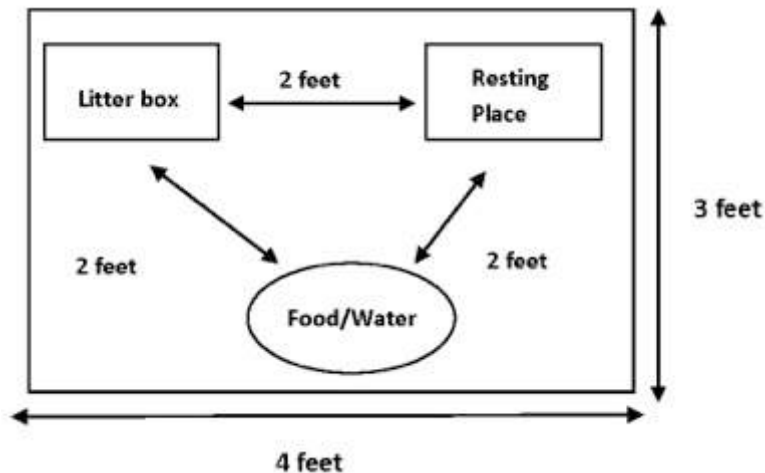 Litter box
2 feet
Resting
Place
3 feet
2 feet
2 feet
Food/Water
4 feet